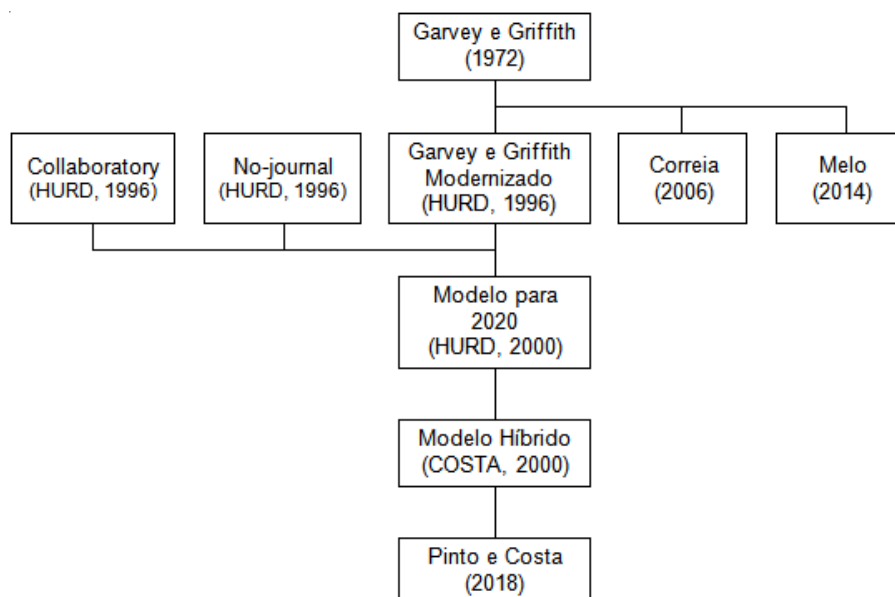 Garvey e Griffith
(1972)
Collaboratory
(HURD, 1996)
No-journal
(HURD, 1996)
Garvey e Griffith
Modernizado
(HURD, 1996)
Correia
(2006)
Melo
(2014)
Modelo para
2020
(HURD, 2000)
Modelo Híbrido
(COSTA, 2000)
Pinto e Costa
(2018)